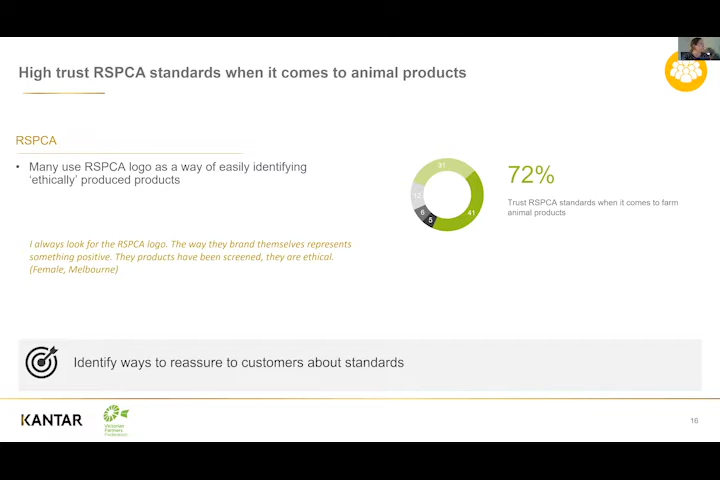 High trust RSPCA standards when it comes to animal products
RSPCA
• Many use RSPCA logo as a way of easily identifying
‘ethically’ produced products
31
12
6
5
41
72%
Trust RSPCA standards when it comes to farm
animal products
I always look for the RSPCA logo. The way they brand themselves represents
something positive. They products have been screened, they are ethical.
(Female, Melbourne)
Identify ways to reassure to customers about standards
KANTAR
Victorian
Farmers
Federation
16